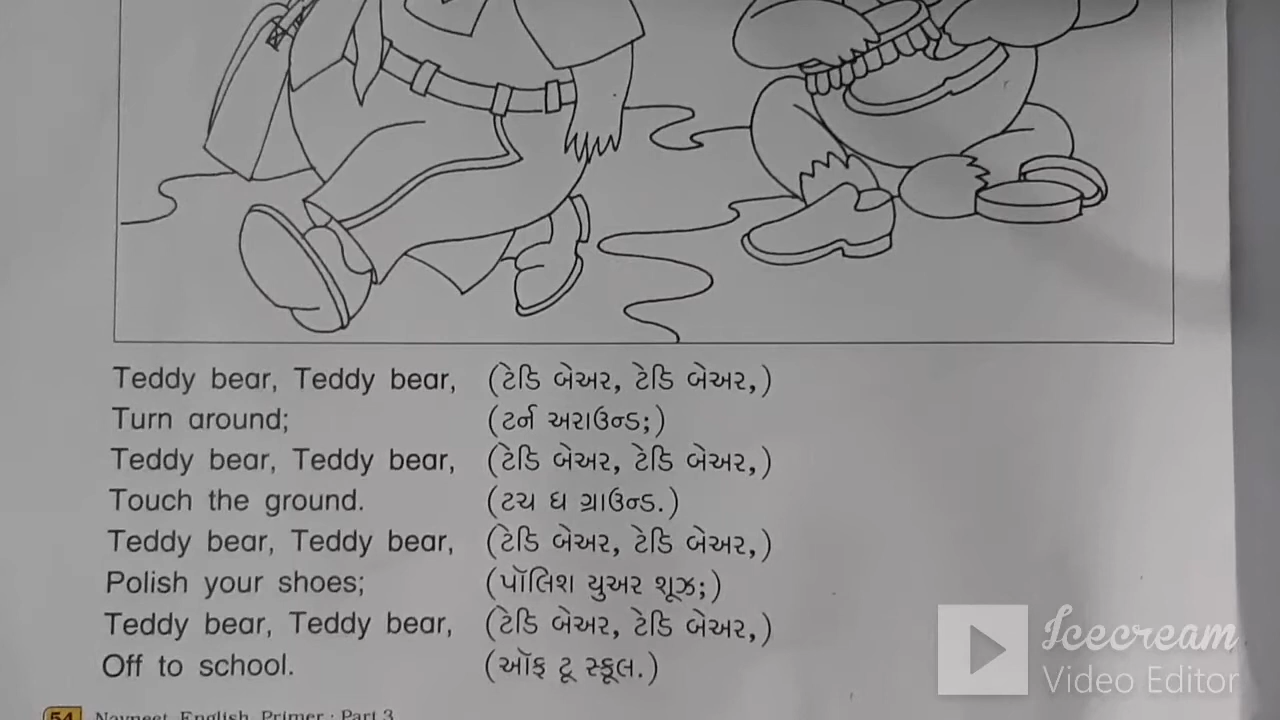 Teddy bear, Teddy bear, (ટેડિ બેઅર, ટેડિ બેઅર,)
Turn around; (ટર્ન અરાઉન્ડ;)
Teddy bear, Teddy bear, (ટેડિ બેઅર, ટેડિ બેઅર,)
Touch the ground. (ટચ ધ ગ્રાઉન્ડ.)
Teddy bear, Teddy bear, (ટેડિ બેઅર, ટેડિ બેઅર,)
Polish your shoes; (પૉલિશ યુઅર શૂઝ;)
Teddy bear, Teddy bear, (ટેડિ બેઅર, ટેડિ બેઅર,)
Off to school. (ઑફ ટૂ સ્કૂલ.)
54 Navneet English Primer : Part 3
Icecream
Video Editor